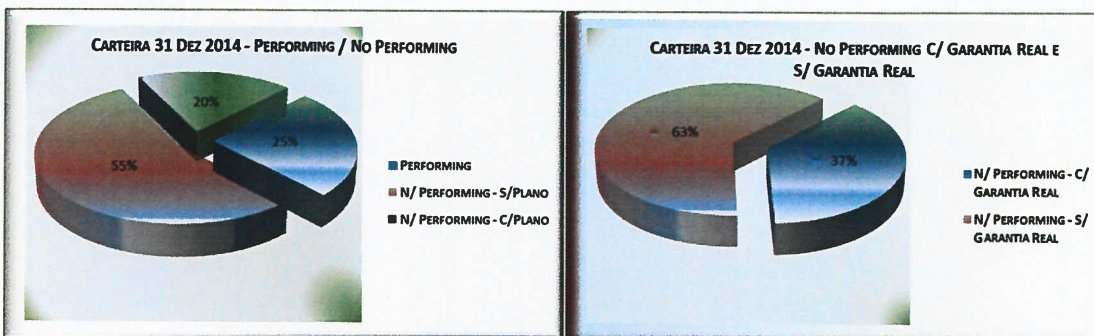 CARTEIRA 31 DEZ 2014 - PERFORMING / NO PERFORMING
20%
25%
55%
PERFORMING
N/ PERFORMING - S/PLANO
N/ PERFORMING - C/PLANO
CARTEIRA 31 DEZ 2014 - NO PERFORMING C/ GARANTIA REAL E
S/ GARANTIA REAL
63%
37%
N/ PERFORMING - C/
GARANTIA REAL
N/ PERFORMING - S/
GARANTIA REAL